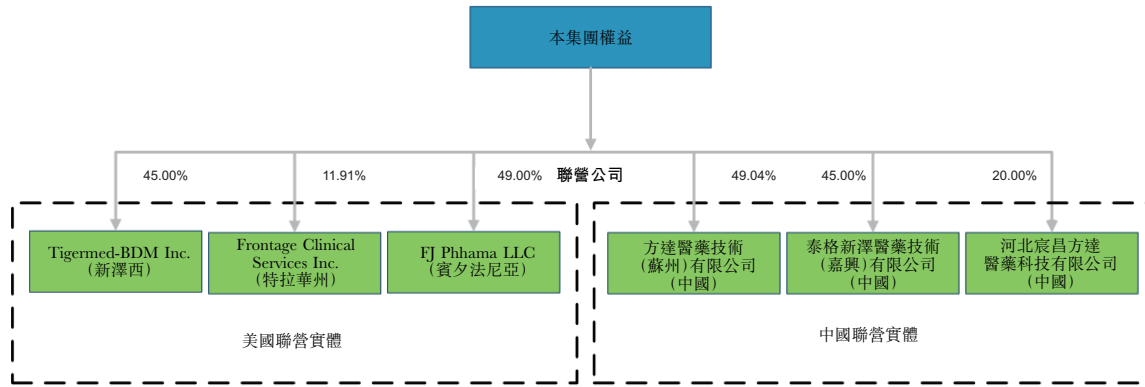 本集團權益
45.00%
11.91%
49.00%
聯營公司
49.04%
45.00%
20.00%
Tigermed-BDM Inc.
(新澤西)
Frontage Clinical
Services Inc.
(特拉華州)
FJ Phhama LLC
(賓夕法尼亞)
方達醫藥技術
(蘇州)有限公司
(中國)
泰格新澤醫藥技術
(嘉興)有限公司
(中國)
河北宸昌方達
醫藥科技有限公司
(中國)
美國聯營實體
中國聯營實體